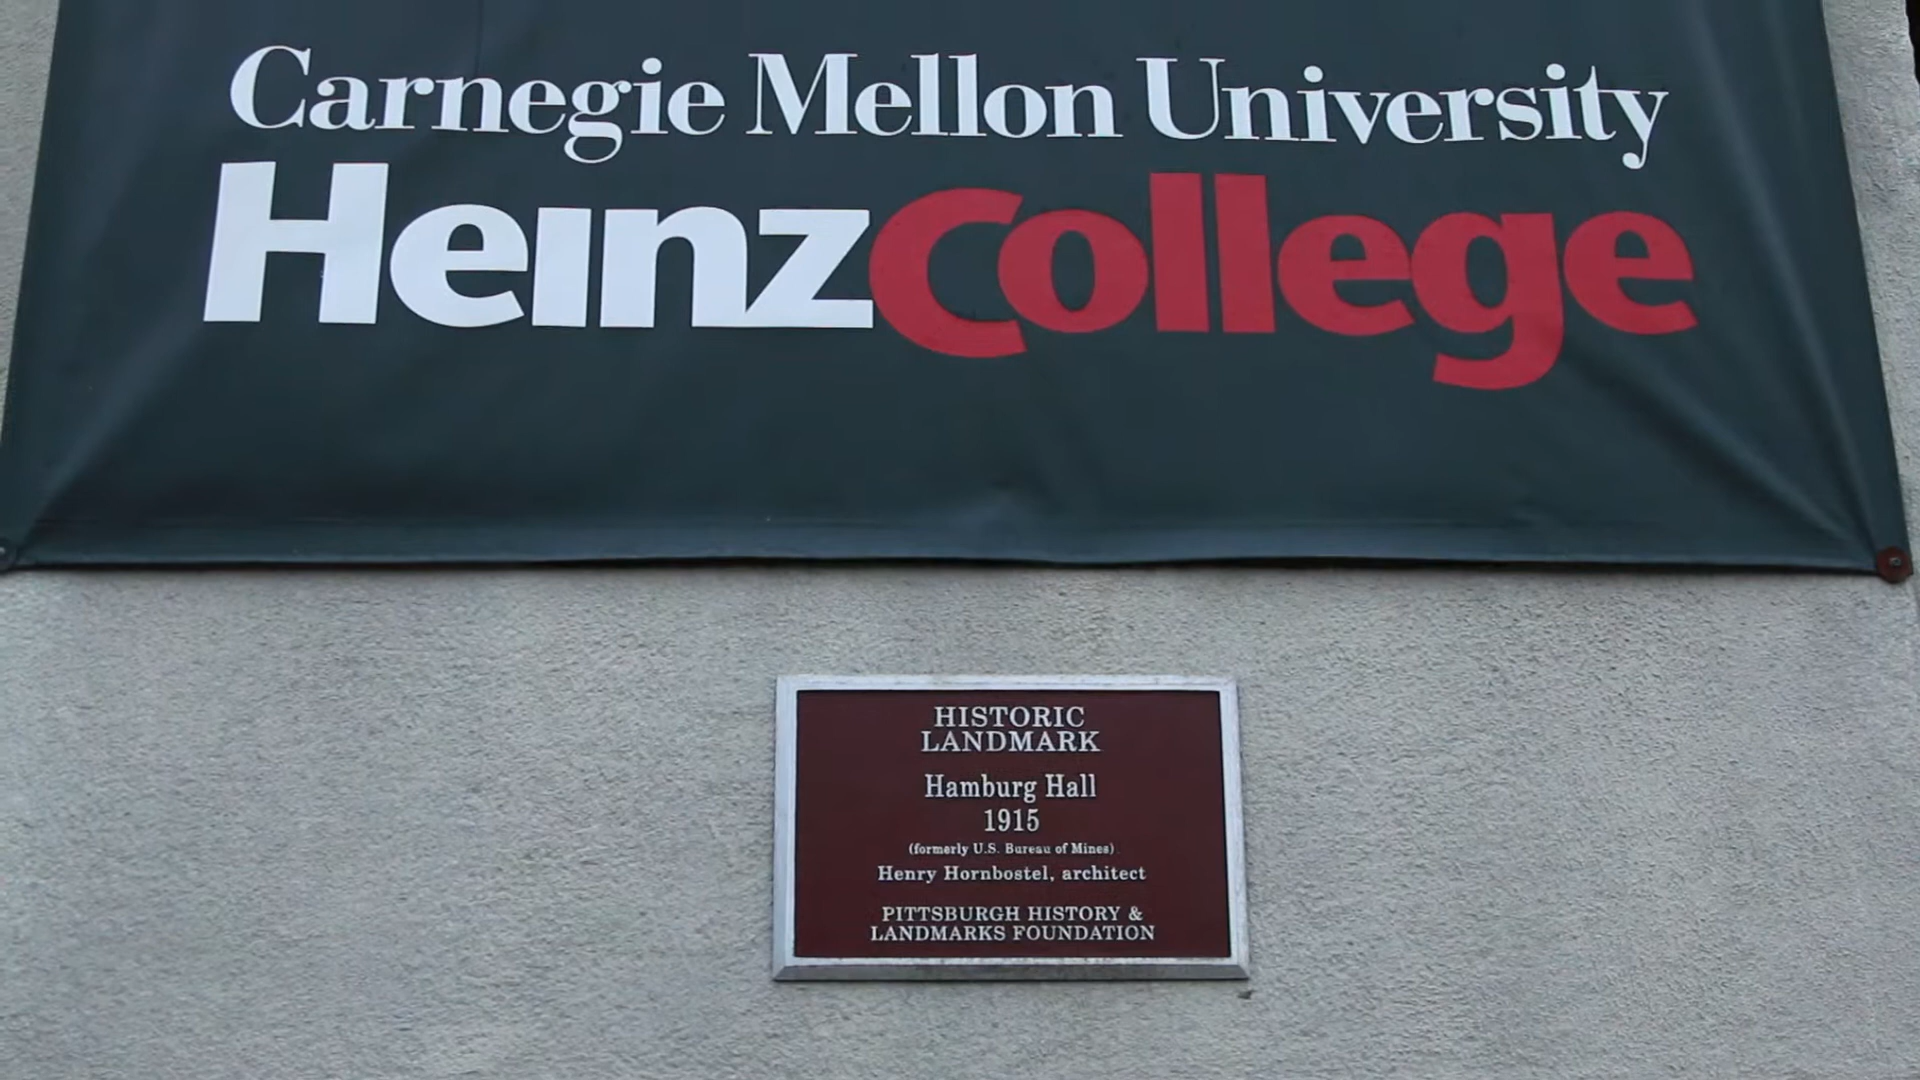 Carnegie Mellon University
HeinzCollege
HISTORIC
LANDMARK
Hamburg Hall
1915
(formerly U.S. Bureau of Mines)
Henry Hornbostel, architect
PITTSBURGH HISTORY &
LANDMARKS FOUNDATION